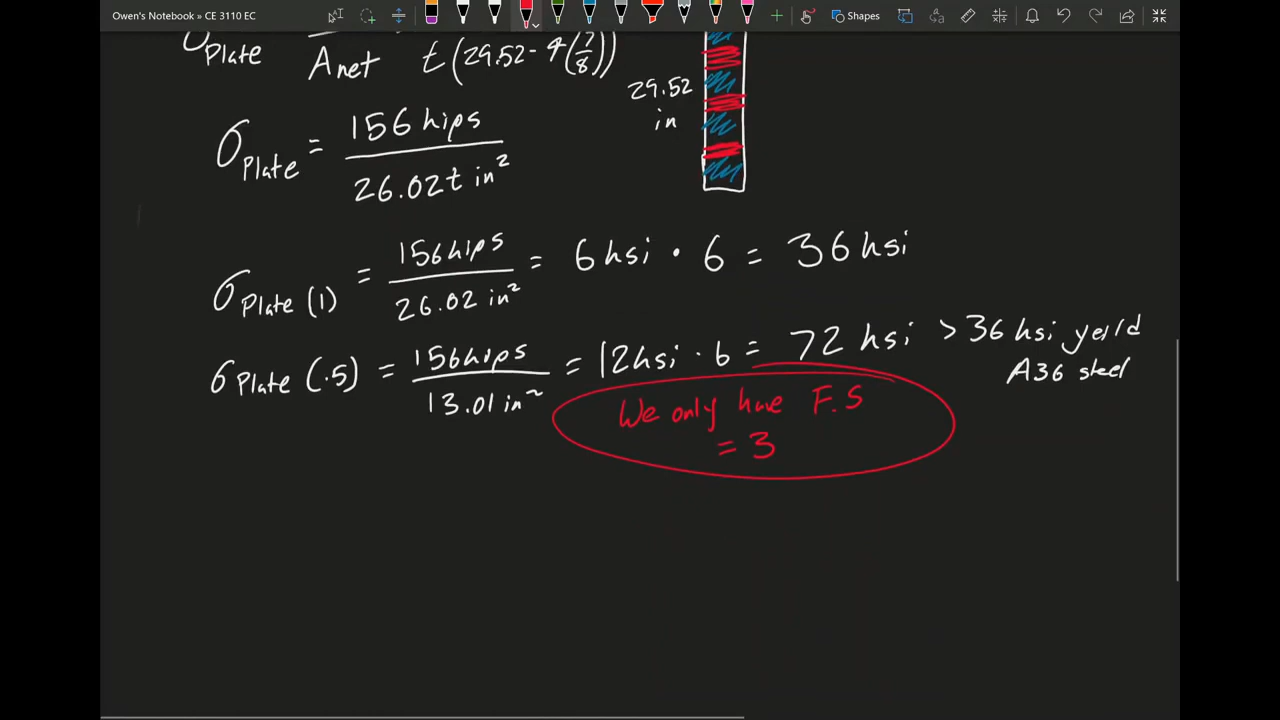 Owen's Notebook » CE 3110 EC
Shapes
σPlate
Anet
t(29.52 - 4(7/8))
29.52
in
σPlate = 156 kips / 26.02t in²
σPlate (1) = 156 kips / 26.02 in² = 6 ksi · 6 = 36 ksi
σPlate (.5) = 156 kips / 13.01 in² = 12 ksi · 6 = 72 ksi > 36 ksi yeild
A36 steel
We only have F.S
= 3